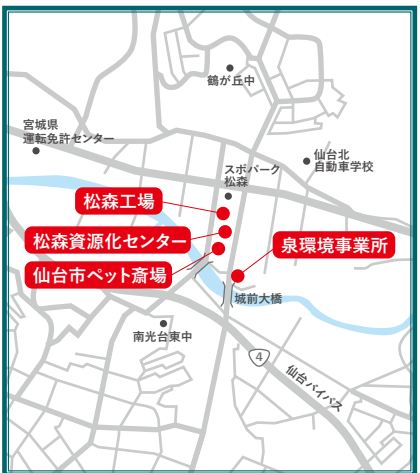 鶴が丘中
宮城県
運転免許センター
仙台北
自動車学校
スポパーク
松森
松森工場
松森資源化センター
泉環境事業所
仙台市ペット斎場
城前大橋
南光台東中
4
仙台バイパス